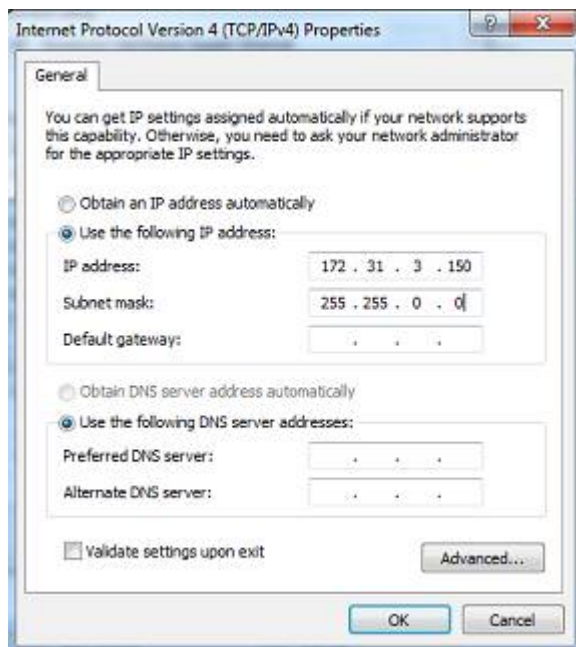 Internet Protocol Version 4 (TCP/IPv4) Properties
General
You can get IP settings assigned automatically if your network supports
this capability. Otherwise, you need to ask your network administrator
for the appropriate IP settings.
Obtain an IP address automatically
Use the following IP address:
IP address: 172 . 31 . 3 . 150
Subnet mask: 255 . 255 . 0 . 0
Default gateway: . . .
Obtain DNS server address automatically
Use the following DNS server addresses:
Preferred DNS server: . . .
Alternate DNS server: . . .
Validate settings upon exit
Advanced...
OK Cancel